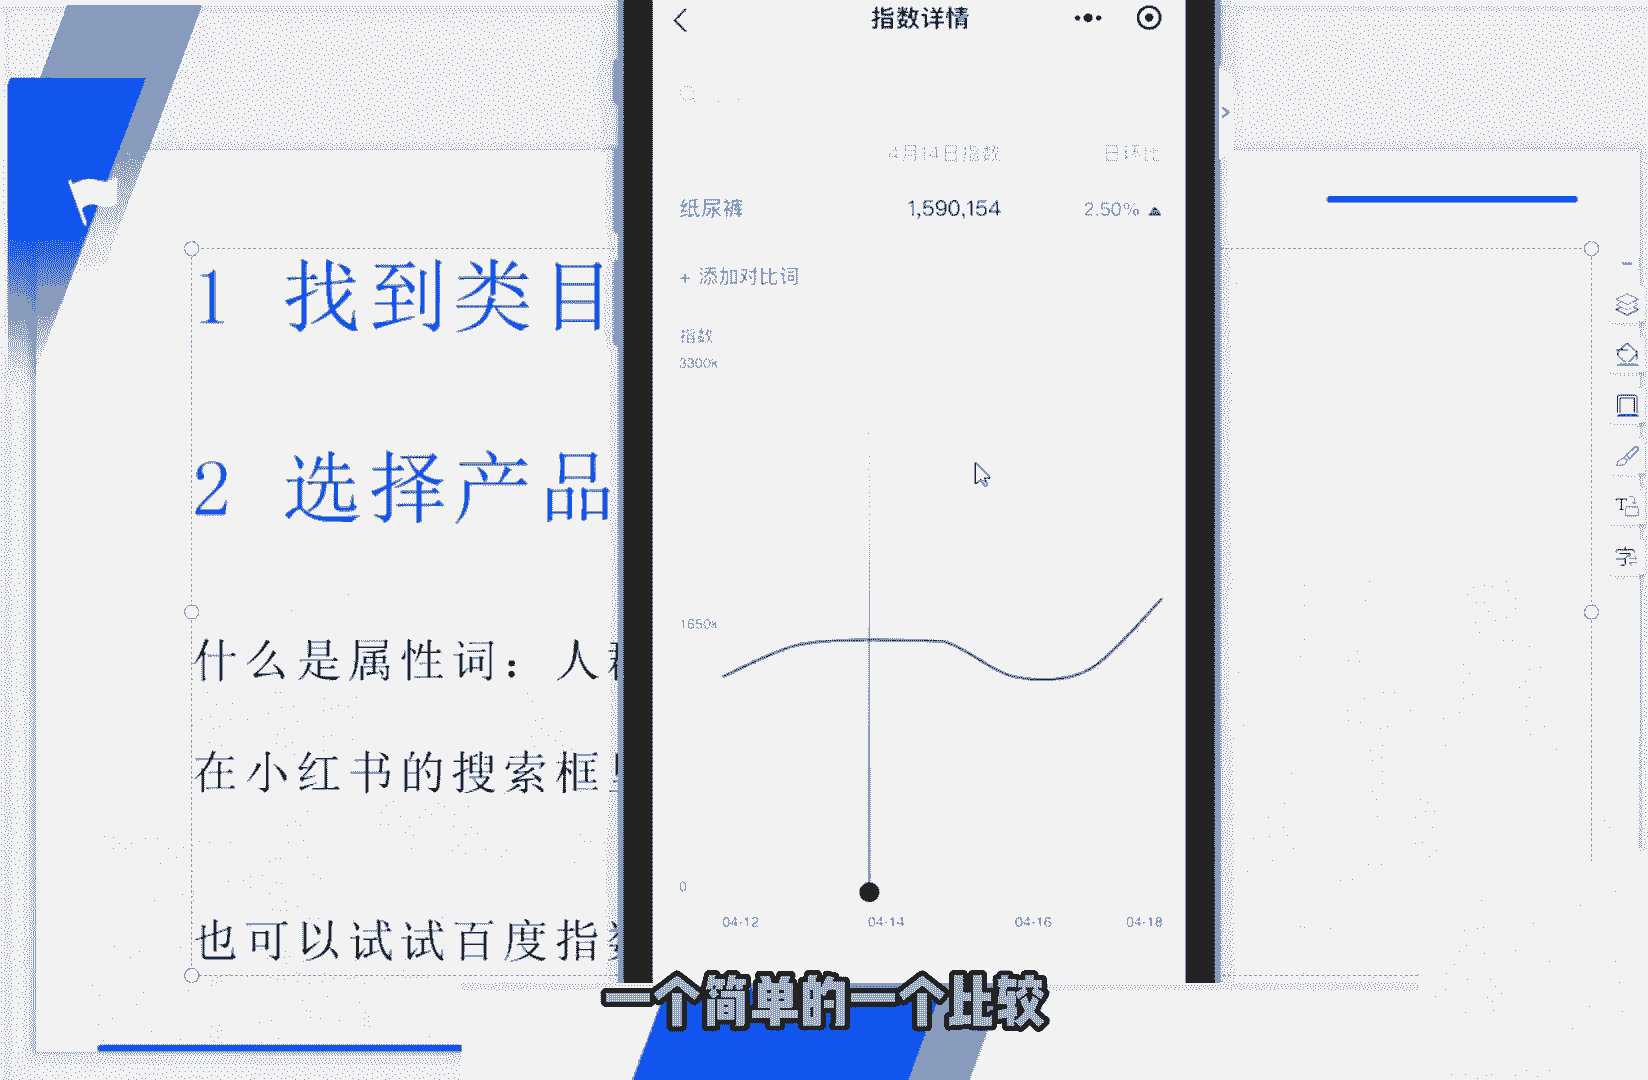 指数详情
4月14日指数 日环比
纸尿裤 1,590,154 2.50%
+ 添加对比词
指数
3300k
1650k
0
04-12 04-14 04-16 04-18
1 找到类目
2 选择产品
什么是属性词：人
在小红书的搜索框
也可以试试百度指
T
字
一个简单的一个比较